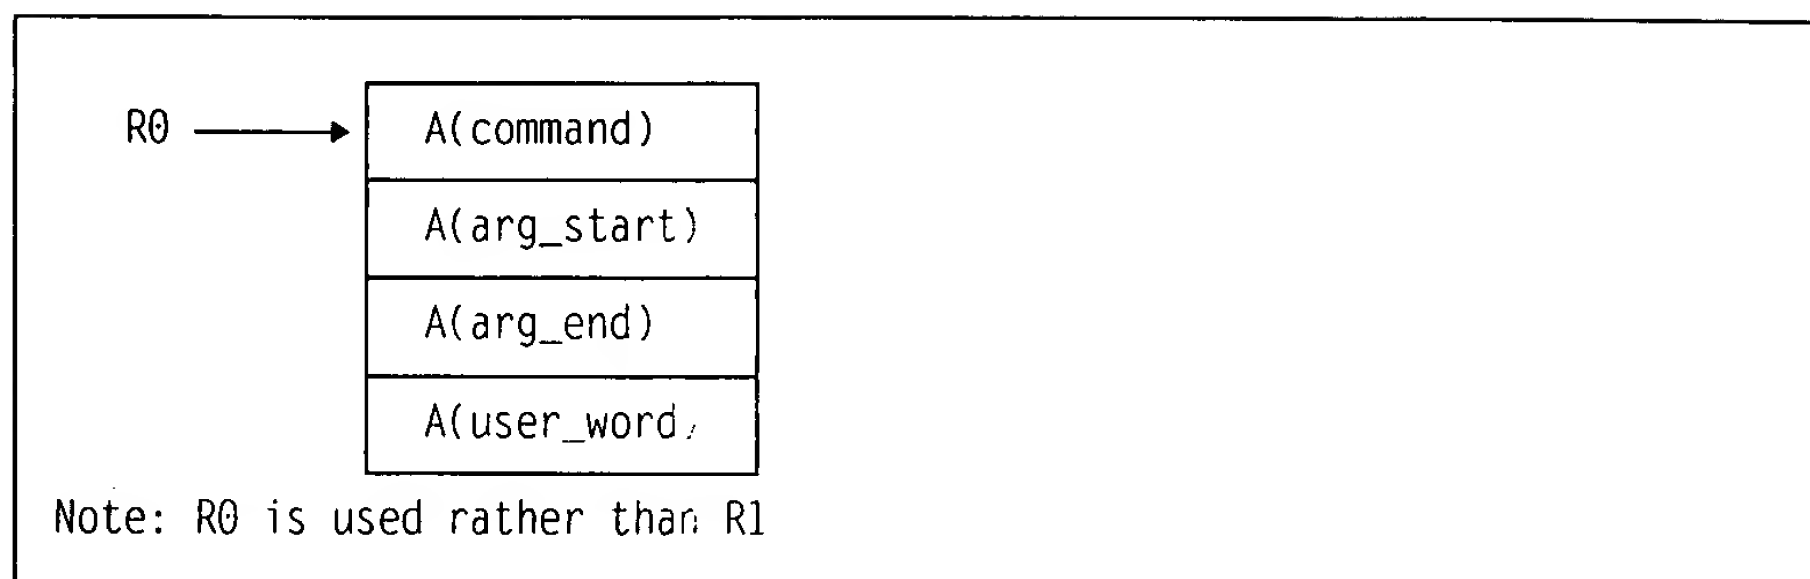 R0
A(command)
A(arg_start)
A(arg_end)
A(user_word)
Note: R0 is used rather than R1